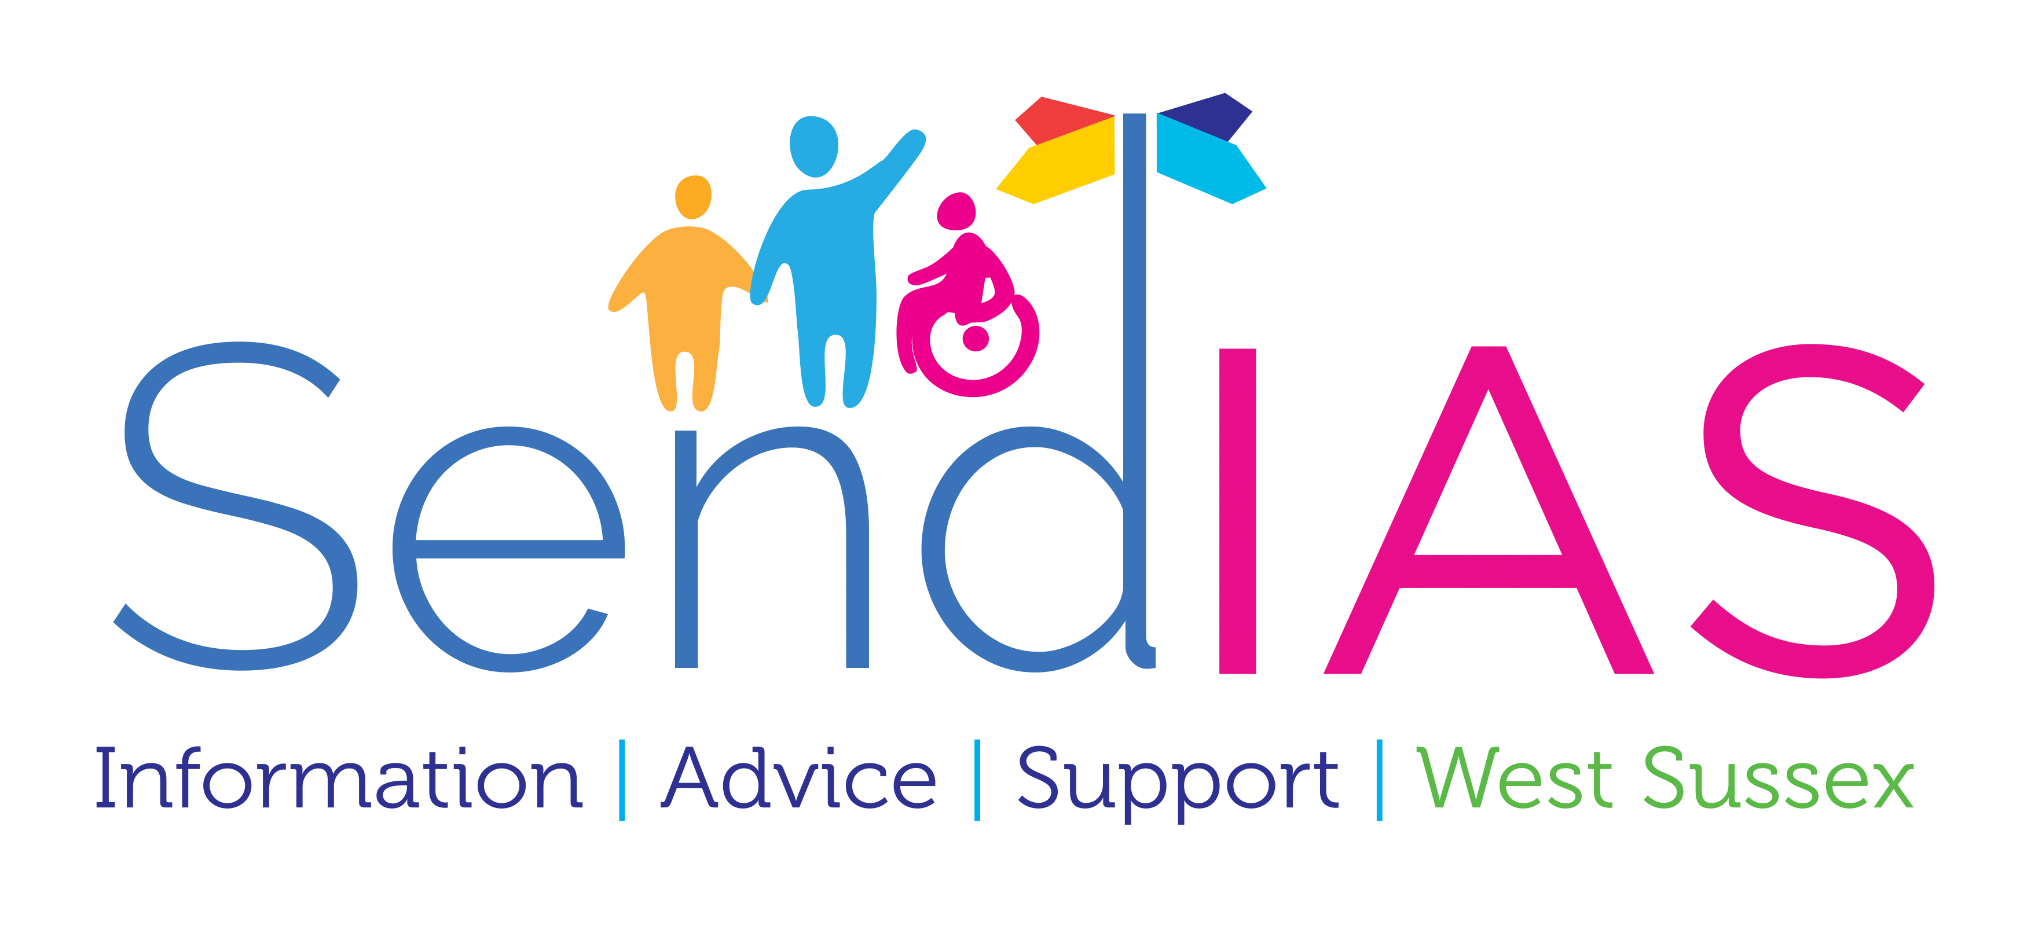 SendIAS
Information | Advice | Support | West Sussex